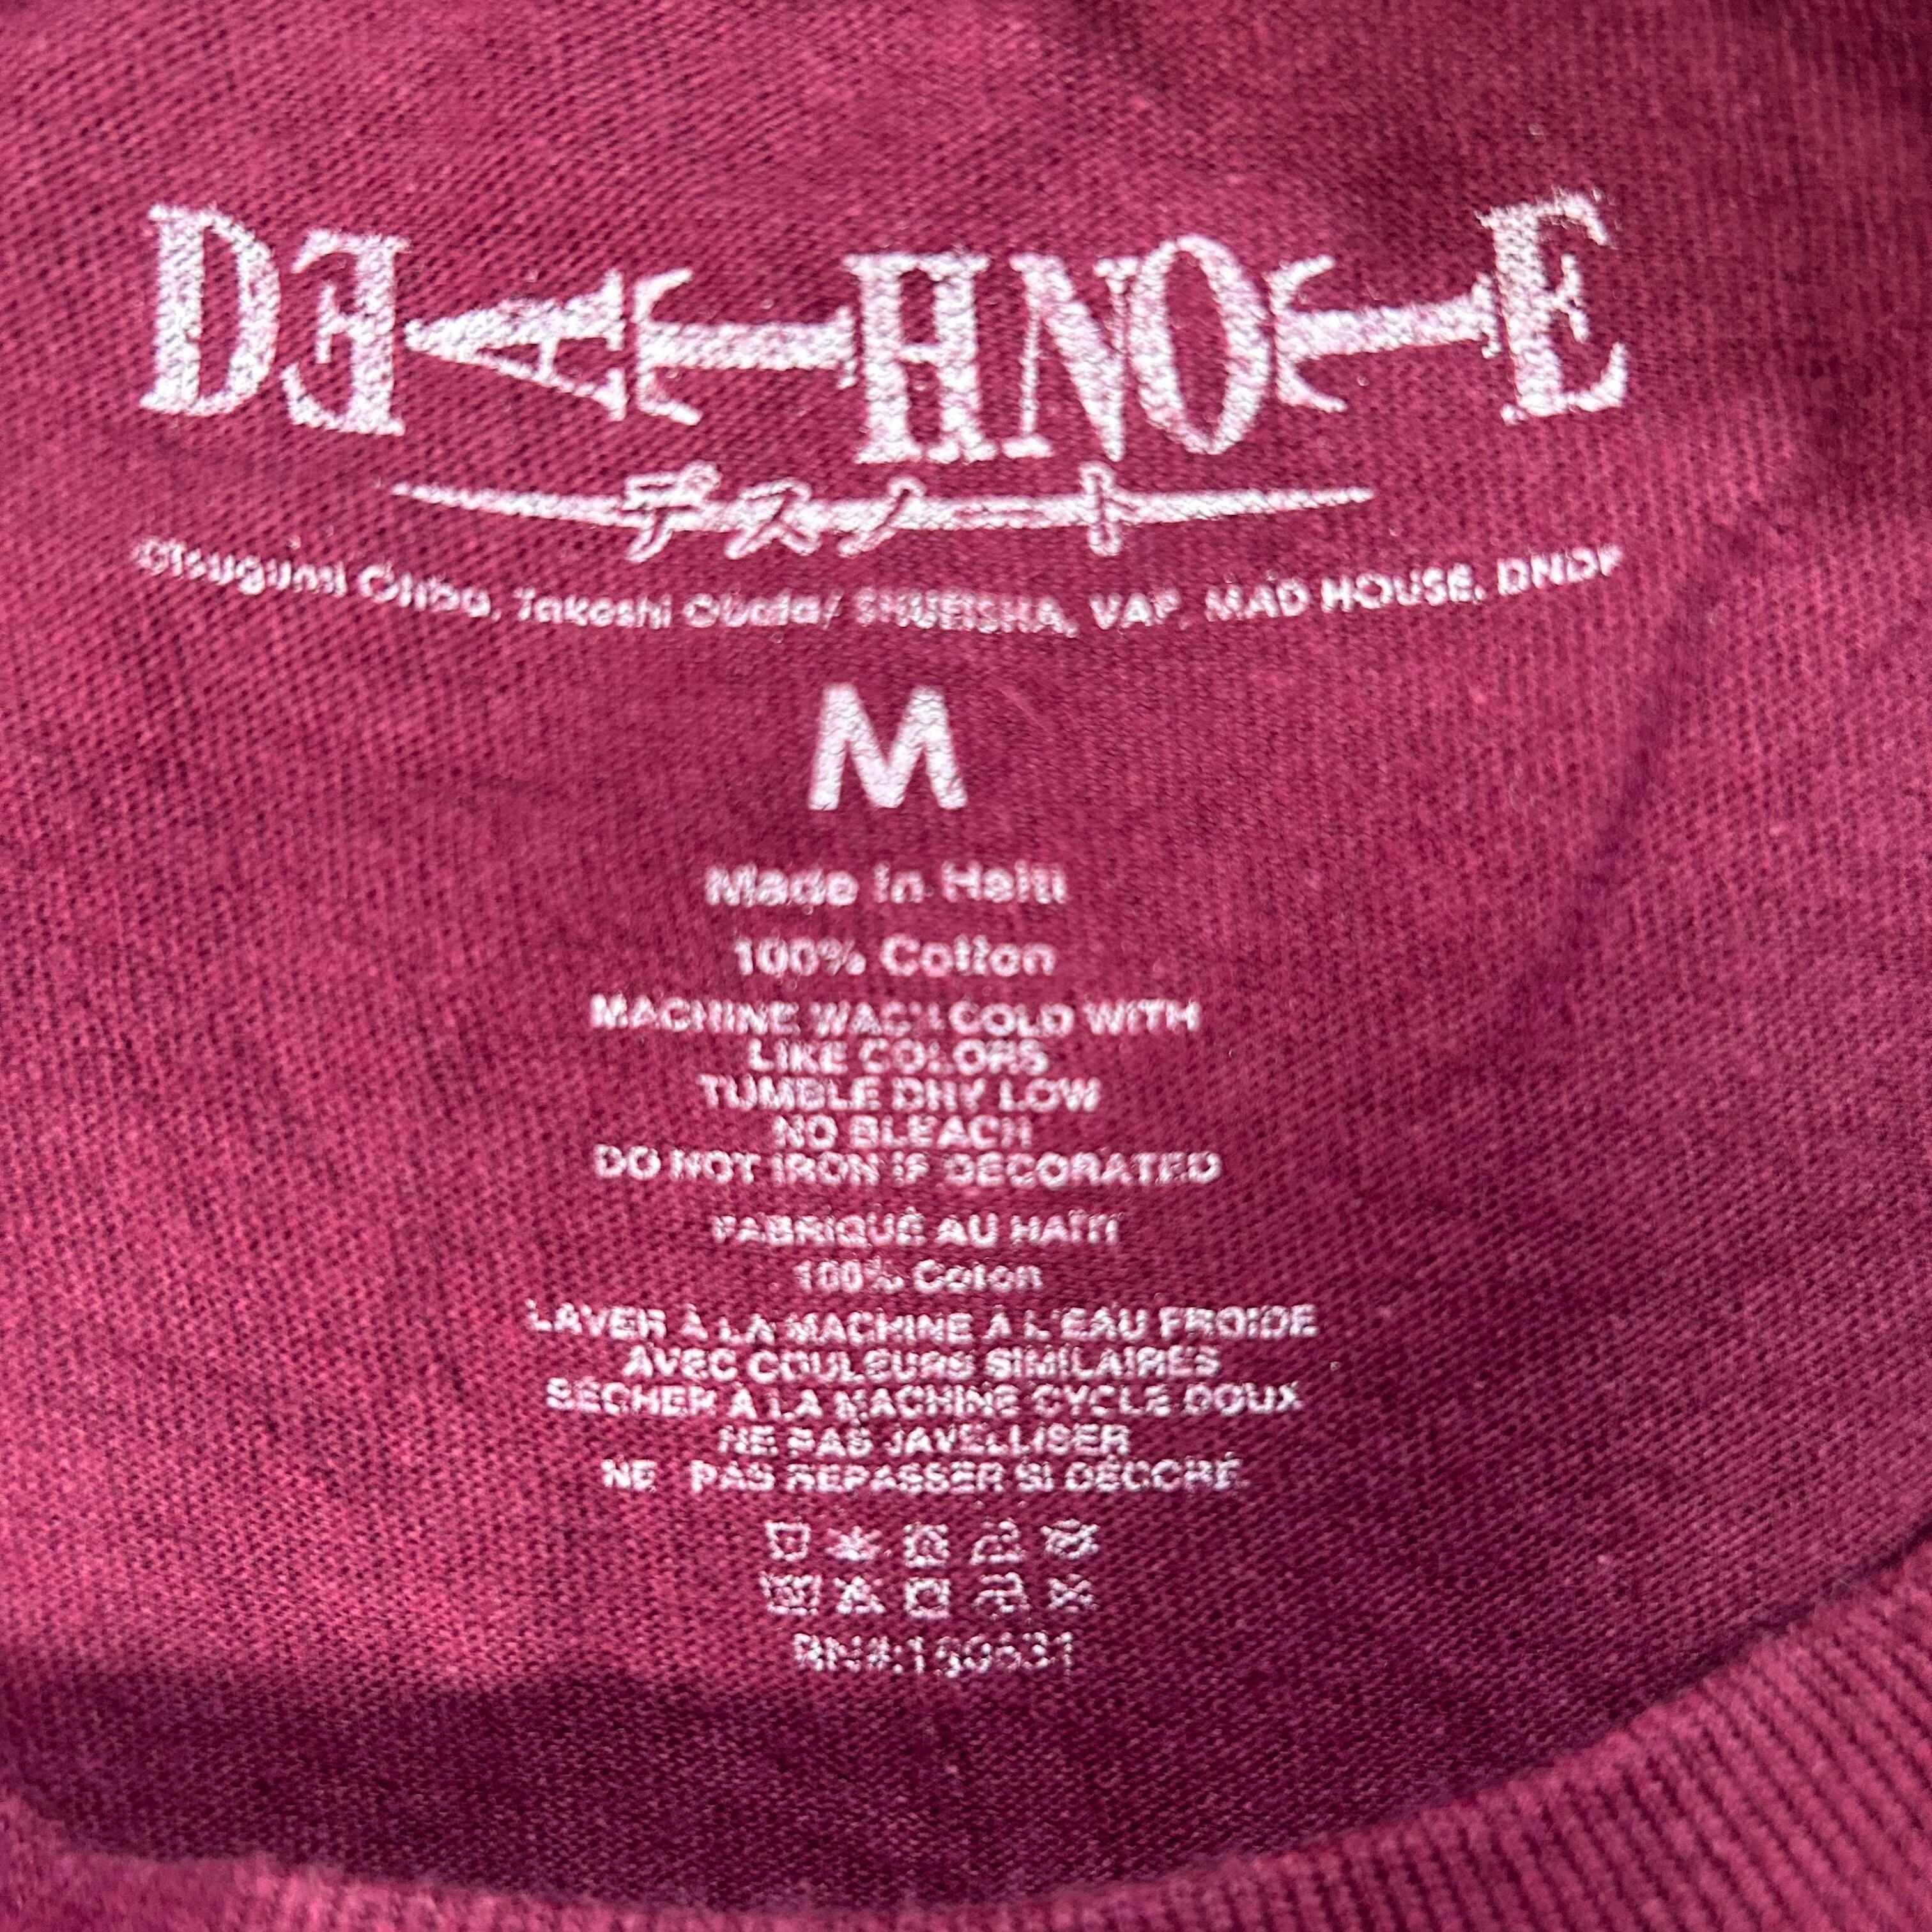 DEATH NOTE
デスノート
©Tsugumi Ohba, Takeshi Obata/ SHUEISHA, VAP, MAD HOUSE, DNDP
M
Made in Haiti
100% Cotton
MACHINE WASH COLD WITH
LIKE COLORS
TUMBLE DRY LOW
NO BLEACH
DO NOT IRON IF DECORATED
FABRIQUÉ AU HAÏTI
100% Coton
LAVER À LA MACHINE À L'EAU FROIDE
AVEC COULEURS SIMILAIRES
SÉCHER À LA MACHINE CYCLE DOUX
NE PAS JAVELLISER
NE PAS REPASSER SI DÉCORÉ